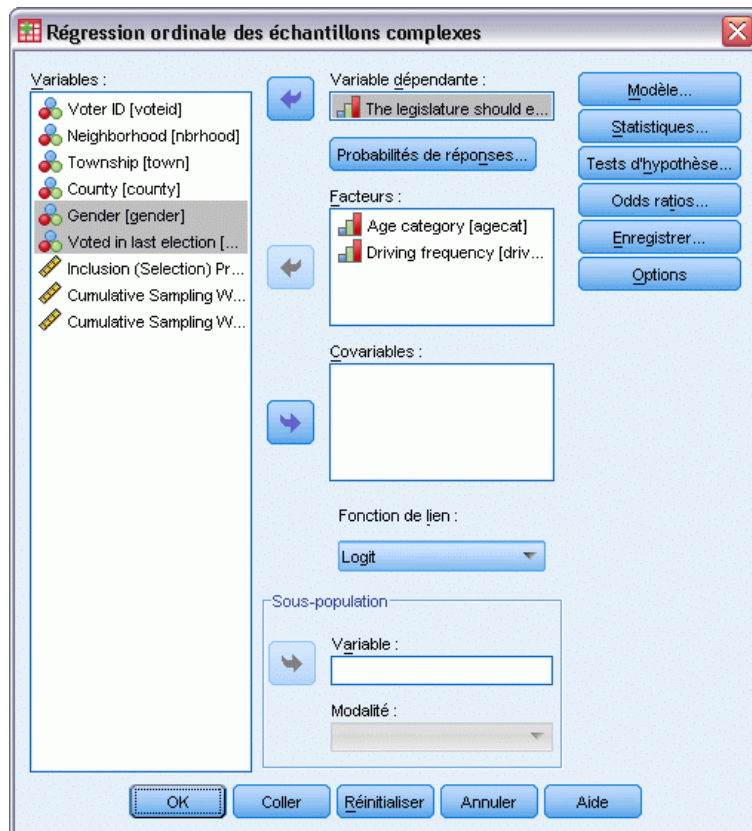 Régression ordinale des échantillons complexes
Variables :
Voter ID [voteid]
Neighborhood [nbrhood]
Township [town]
County [county]
Gender [gender]
Voted in last election [...
Inclusion (Selection) Pr...
Cumulative Sampling W...
Cumulative Sampling W...
Variable dépendante :
The legislature should e...
Probabilités de réponses...
Facteurs :
Age category [agecat]
Driving frequency [driv...
Covariables :
Fonction de lien :
Logit
Sous-population
Variable :
Modalité :
Modèle...
Statistiques...
Tests d'hypothèse...
Odds ratios...
Enregistrer...
Options
OK
Coller
Réinitialiser
Annuler
Aide